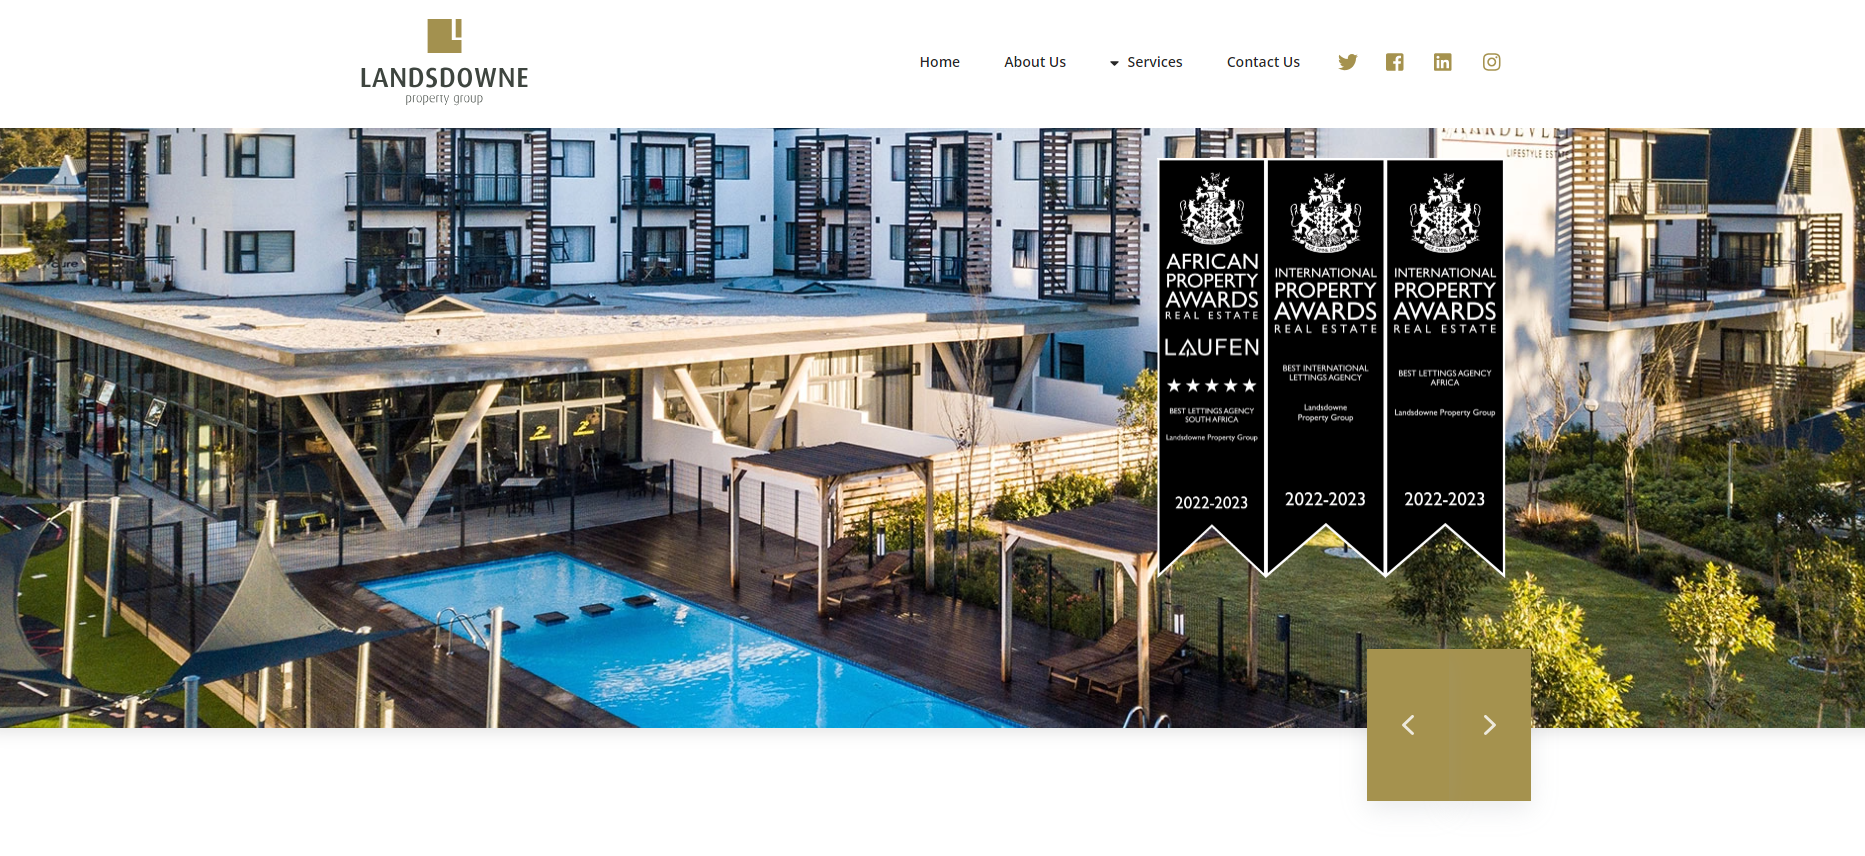 LANDSDOWNE
property group
Home
About Us
Services
Contact Us
LIFESTYLE ESTATE
AFRICAN
PROPERTY
AWARDS
REAL ESTATE
LAUFEN
★★★★★
BEST LETTINGS AGENCY
SOUTH AFRICA
Landsdowne Property Group
2022-2023
INTERNATIONAL
PROPERTY
AWARDS
REAL ESTATE
BEST INTERNATIONAL
LETTINGS AGENCY
Landsdowne
Property Group
2022-2023
INTERNATIONAL
PROPERTY
AWARDS
REAL ESTATE
BEST LETTINGS AGENCY
AFRICA
Landsdowne Property Group
2022-2023